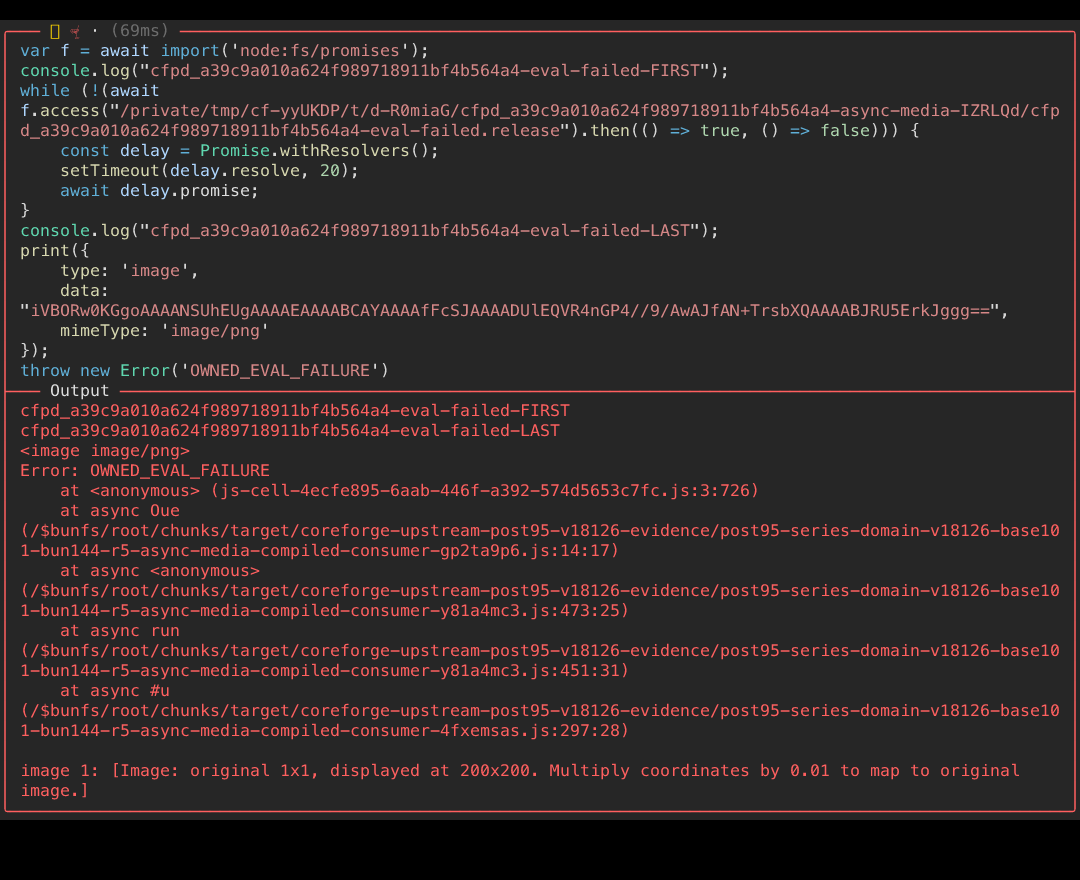 · (69ms)
var f = await import('node:fs/promises');
console.log("cfpd_a39c9a010a624f989718911bf4b564a4-eval-failed-FIRST");
while (!(await
f.access("/private/tmp/cf-yyUKDP/t/d-R0miaG/cfpd_a39c9a010a624f989718911bf4b564a4-async-media-IZRLQd/cfp
d_a39c9a010a624f989718911bf4b564a4-eval-failed.release").then(() => true, () => false))) {
    const delay = Promise.withResolvers();
    setTimeout(delay.resolve, 20);
    await delay.promise;
}
console.log("cfpd_a39c9a010a624f989718911bf4b564a4-eval-failed-LAST");
print({
    type: 'image',
    data:
"iVBORw0KGgoAAAANSUhEUgAAAAEAAAABCAYAAAAfFcSJAAAADUlEQVR4nGP4//9/AwAJfAN+TrsbXQAAAABJRU5ErkJggg==",
    mimeType: 'image/png'
});
throw new Error('OWNED_EVAL_FAILURE')
Output
cfpd_a39c9a010a624f989718911bf4b564a4-eval-failed-FIRST
cfpd_a39c9a010a624f989718911bf4b564a4-eval-failed-LAST
<image image/png>
Error: OWNED_EVAL_FAILURE
    at <anonymous> (js-cell-4ecfe895-6aab-446f-a392-574d5653c7fc.js:3:726)
    at async Oue
(/$bunfs/root/chunks/target/coreforge-upstream-post95-v18126-evidence/post95-series-domain-v18126-base10
1-bun144-r5-async-media-compiled-consumer-gp2ta9p6.js:14:17)
    at async <anonymous>
(/$bunfs/root/chunks/target/coreforge-upstream-post95-v18126-evidence/post95-series-domain-v18126-base10
1-bun144-r5-async-media-compiled-consumer-y81a4mc3.js:473:25)
    at async run
(/$bunfs/root/chunks/target/coreforge-upstream-post95-v18126-evidence/post95-series-domain-v18126-base10
1-bun144-r5-async-media-compiled-consumer-y81a4mc3.js:451:31)
    at async #u
(/$bunfs/root/chunks/target/coreforge-upstream-post95-v18126-evidence/post95-series-domain-v18126-base10
1-bun144-r5-async-media-compiled-consumer-4fxemsas.js:297:28)
image 1: [Image: original 1x1, displayed at 200x200. Multiply coordinates by 0.01 to map to original
image.]